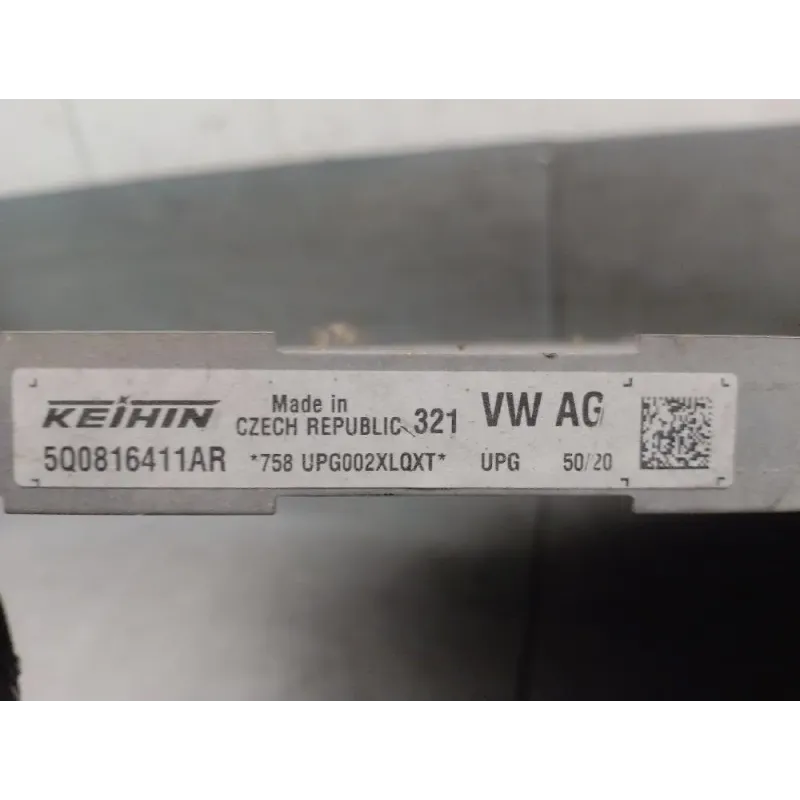 KEIHIN Made in CZECH REPUBLIC 321 VW AG
5Q0816411AR *758 UPG002XLQXT* UPG 50/20